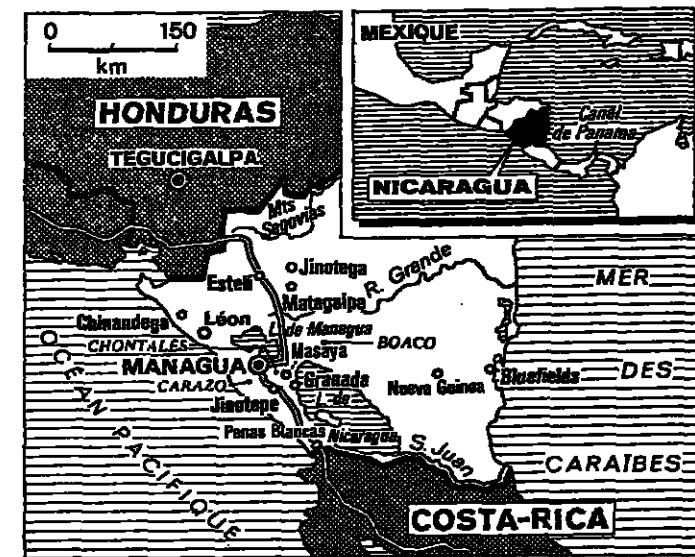 0 150
km
HONDURAS
TEGUCIGALPA
MEXIQUE
Canal
de Panama
NICARAGUA
Mts
Segovias
Esteli
Jinotega
Matagalpa
R. Grande
MER
DES
CARAÏBES
Chinandega
Léon
L. de Managua
CHONTALES
Masaya
BOACO
MANAGUA
CARAZO
Granada
Nueva Guinea
Bluefields
Jinotepe
L. de
Nicaragua
Penas Blancas
S. Juan
OCÉAN PACIFIQUE
COSTA-RICA